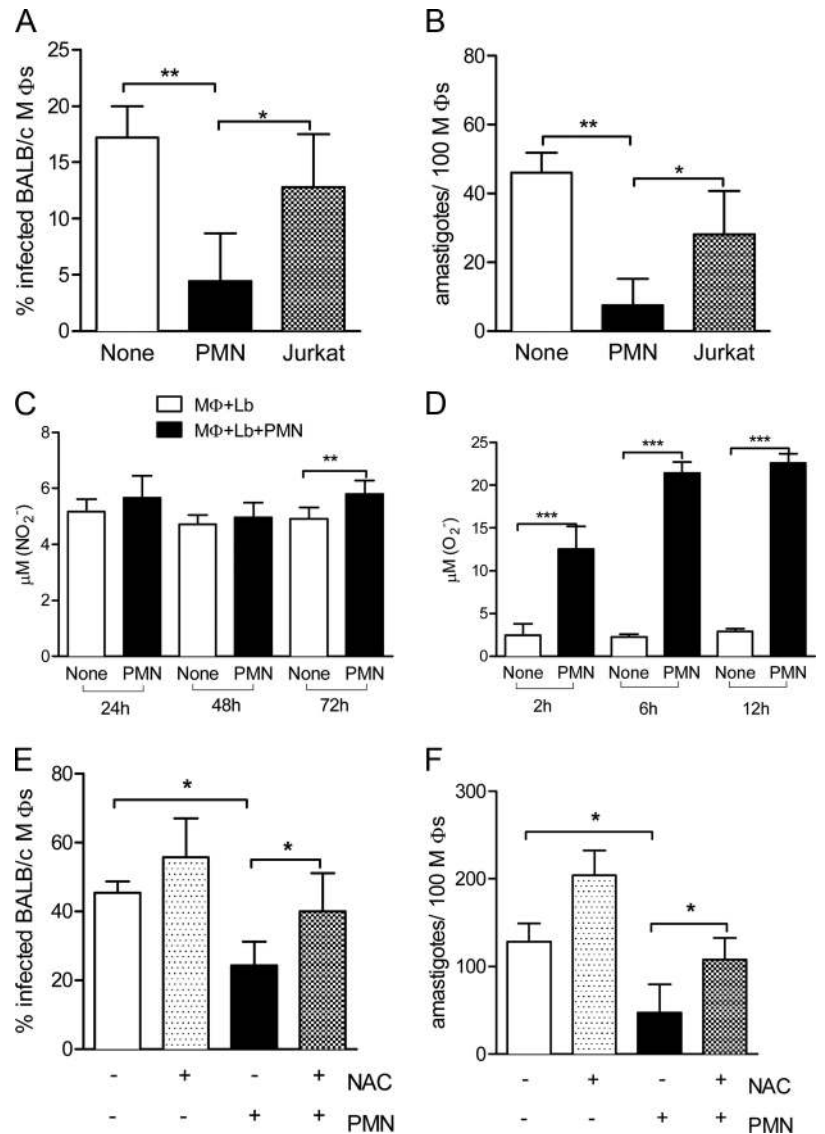 A
25
20
15
10
5
0
% infected BALB/c M Φs
**
*
None PMN Jurkat
B
80
60
40
20
0
amastigotes/ 100 M Φs
**
*
None PMN Jurkat
C
MΦ+Lb
MΦ+Lb+PMN
8
6
4
2
0
μM (NO₂⁻)
**
None PMN None PMN None PMN
24h 48h 72h
D
25
20
15
10
5
0
μM (O₂⁻)
***
***
***
None PMN None PMN None PMN
2h 6h 12h
E
80
60
40
20
0
% infected BALB/c M Φs
*
*
- + - + NAC
- - + + PMN
F
300
200
100
0
amastigotes/ 100 M Φs
*
*
- + - + NAC
- - + + PMN